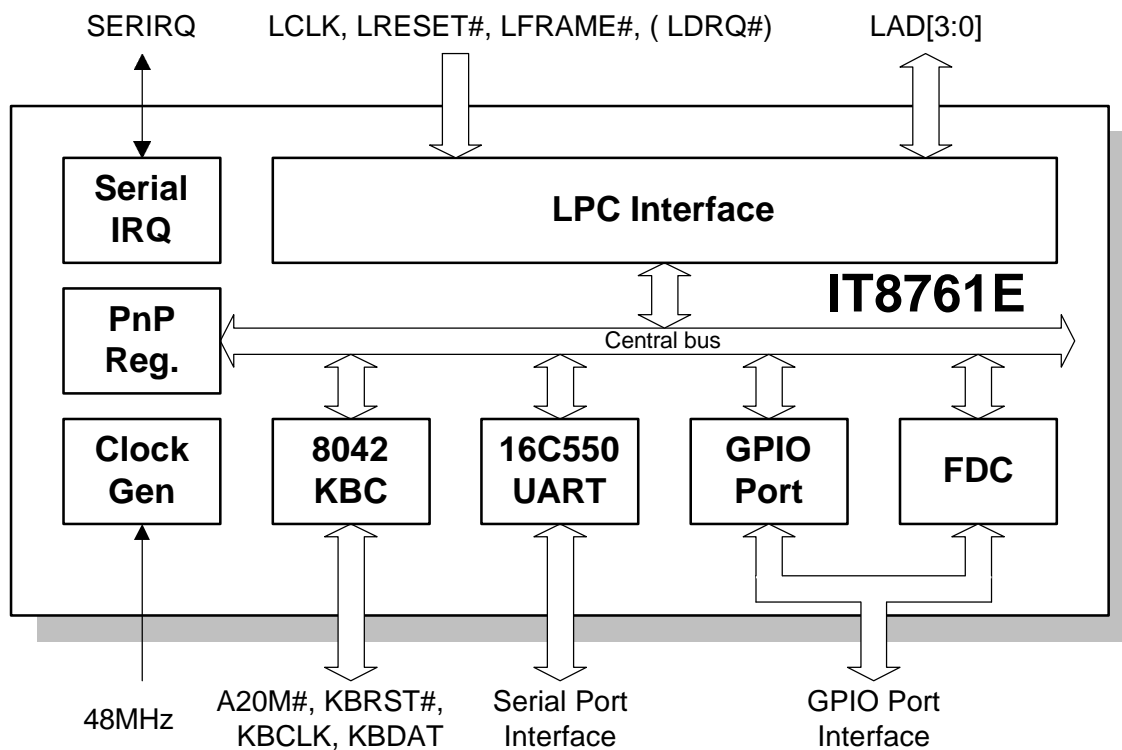 SERIRQ
LCLK, LRESET#, LFRAME#, ( LDRQ#)
LAD[3:0]
Serial
IRQ
LPC Interface
IT8761E
PnP
Reg.
Central bus
Clock
Gen
8042
KBC
16C550
UART
GPIO
Port
FDC
48MHz
A20M#, KBRST#,
KBCLK, KBDAT
Serial Port
Interface
GPIO Port
Interface